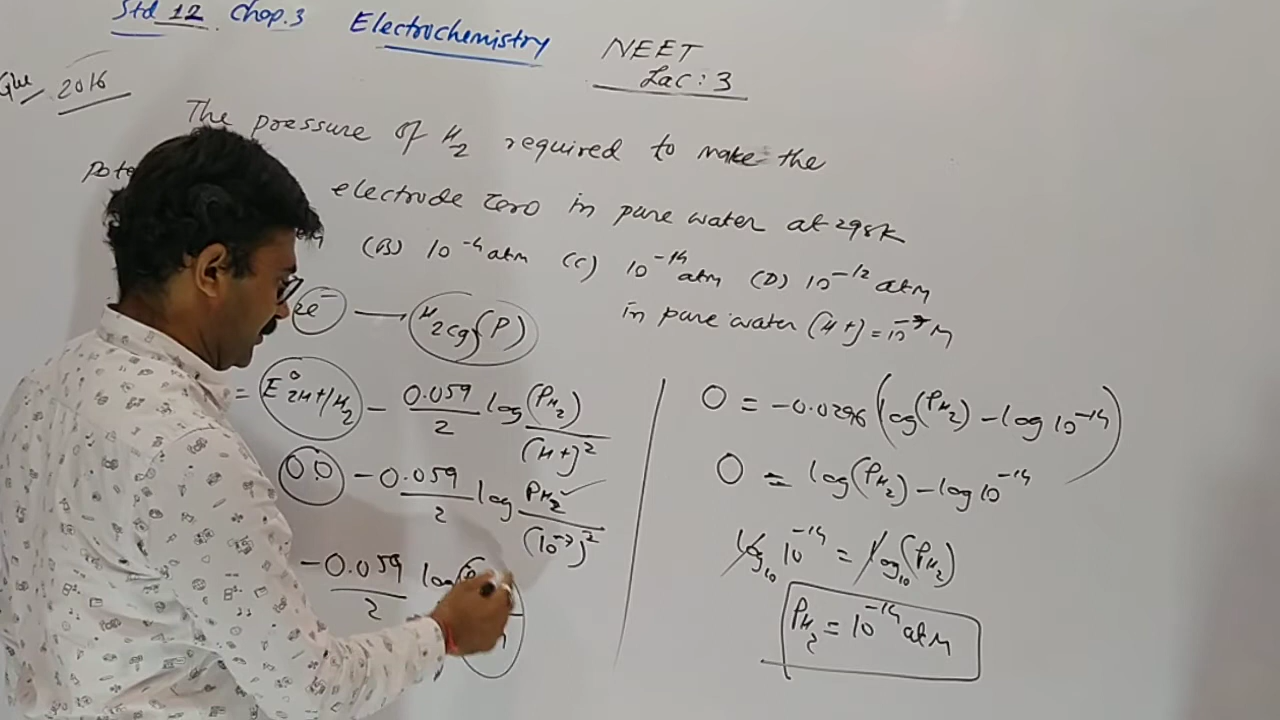 Std 12 Chap.3 Electrochemistry NEET
Lac : 3
Que 2016
The pressure of H2 required to make the
electrode zero in pure water at 298K
(B) 10^-4 atm (C) 10^-14 atm (D) 10^-12 atm
in pure water (H+) = 10^-7 M
2e^- → H2(g) (P)
= E°2H+/H2 - 0.059/2 log (PH2)/(H+)^2
0.0 - 0.059/2 log PH2/(10^-7)^2
-0.059/2 log
0 = -0.0296 (log(PH2) - log 10^-14)
0 = log(PH2) - log 10^-14
log10 10^-14 = log10 (PH2)
PH2 = 10^-14 atm